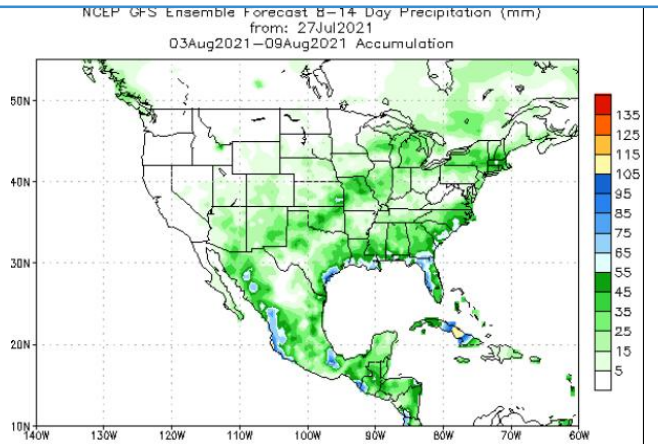 NCEP GFS Ensemble Forecast 8-14 Day Precipitation (mm)
from: 27Jul2021
03Aug2021-09Aug2021 Accumulation
50N
40N
30N
20N
10N
140W 130W 120W 110W 100W 90W 80W 70W 60W
135
125
115
105
95
85
75
65
55
45
35
25
15
5